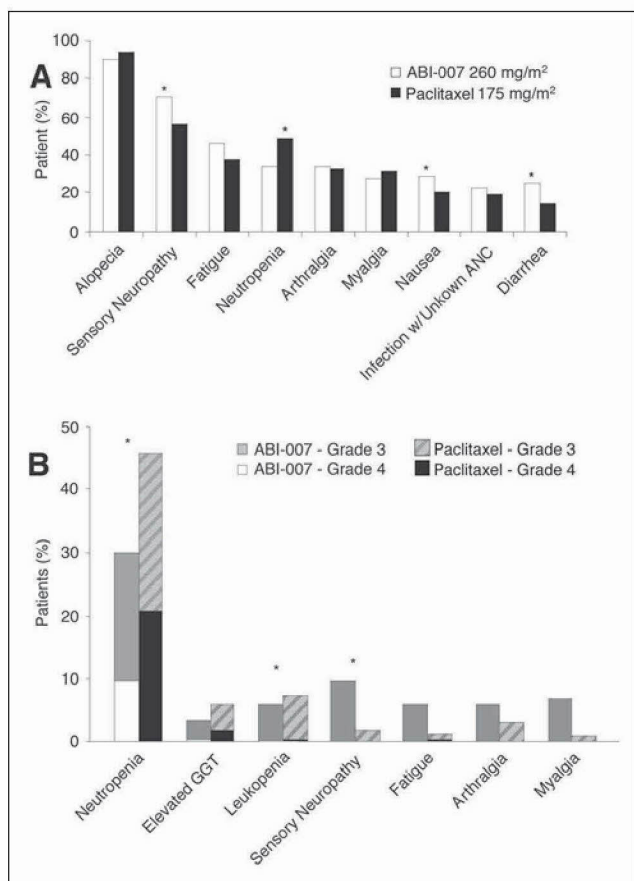 A
Patient (%)
100
80
60
40
20
0
ABI-007 260 mg/m²
Paclitaxel 175 mg/m²
*
*
*
*
Alopecia
Sensory Neuropathy
Fatigue
Neutropenia
Arthralgia
Myalgia
Nausea
Infection w/ Unkown ANC
Diarrhea
B
Patients (%)
50
40
30
20
10
0
ABI-007 - Grade 3
Paclitaxel - Grade 3
ABI-007 - Grade 4
Paclitaxel - Grade 4
*
*
*
Neutropenia
Elevated GGT
Leukopenia
Sensory Neuropathy
Fatigue
Arthralgia
Myalgia